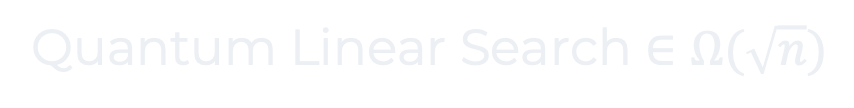 Quantum Linear Search ∈ Ω(√n)